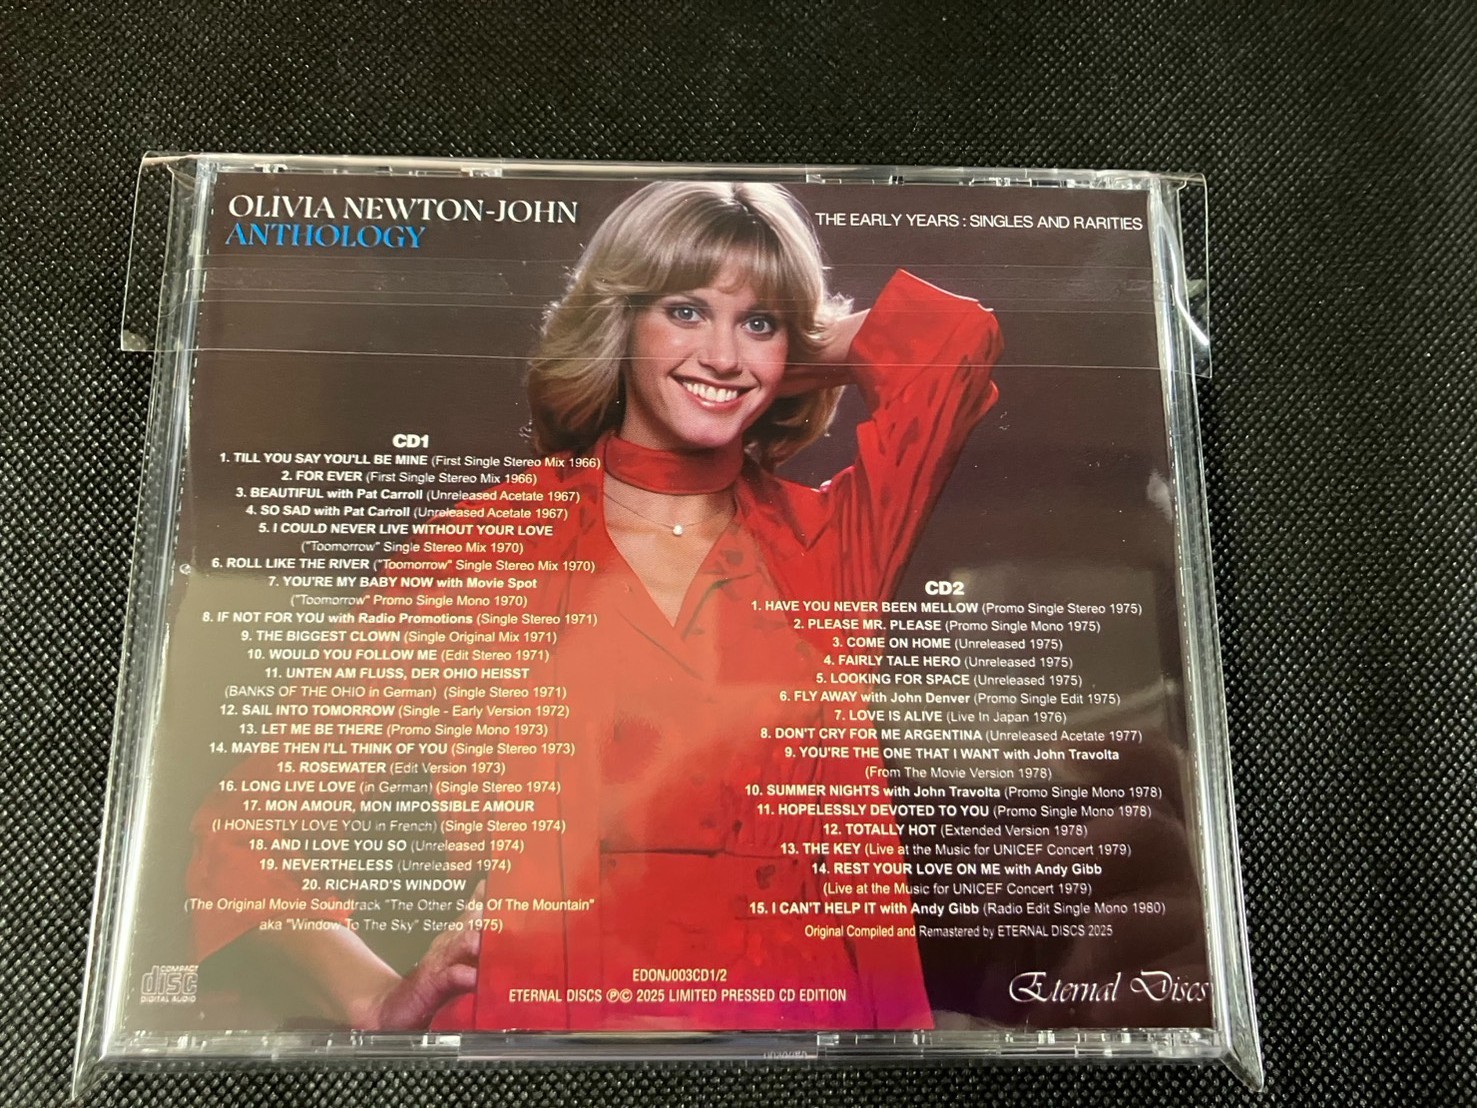 OLIVIA NEWTON-JOHN
ANTHOLOGY
THE EARLY YEARS : SINGLES AND RARITIES
CD1
1. TILL YOU SAY YOU'LL BE MINE (First Single Stereo Mix 1966)
2. FOR EVER (First Single Stereo Mix 1966)
3. BEAUTIFUL with Pat Carroll (Unreleased Acetate 1967)
4. SO SAD with Pat Carroll (Unreleased Acetate 1967)
5. I COULD NEVER LIVE WITHOUT YOUR LOVE
("Toomorrow" Single Stereo Mix 1970)
6. ROLL LIKE THE RIVER ("Toomorrow" Single Stereo Mix 1970)
7. YOU'RE MY BABY NOW with Movie Spot
("Toomorrow" Promo Single Mono 1970)
8. IF NOT FOR YOU with Radio Promotions (Single Stereo 1971)
9. THE BIGGEST CLOWN (Single Original Mix 1971)
10. WOULD YOU FOLLOW ME (Edit Stereo 1971)
11. UNTEN AM FLUSS, DER OHIO HEISST
(BANKS OF THE OHIO in German) (Single Stereo 1971)
12. SAIL INTO TOMORROW (Single - Early Version 1972)
13. LET ME BE THERE (Promo Single Mono 1973)
14. MAYBE THEN I'LL THINK OF YOU (Single Stereo 1973)
15. ROSEWATER (Edit Version 1973)
16. LONG LIVE LOVE (in German) (Single Stereo 1974)
17. MON AMOUR, MON IMPOSSIBLE AMOUR
(I HONESTLY LOVE YOU in French) (Single Stereo 1974)
18. AND I LOVE YOU SO (Unreleased 1974)
19. NEVERTHELESS (Unreleased 1974)
20. RICHARD'S WINDOW
(The Original Movie Soundtrack "The Other Side Of The Mountain"
aka "Window To The Sky" Stereo 1975)
CD2
1. HAVE YOU NEVER BEEN MELLOW (Promo Single Stereo 1975)
2. PLEASE MR. PLEASE (Promo Single Mono 1975)
3. COME ON HOME (Unreleased 1975)
4. FAIRLY TALE HERO (Unreleased 1975)
5. LOOKING FOR SPACE (Unreleased 1975)
6. FLY AWAY with John Denver (Promo Single Edit 1975)
7. LOVE IS ALIVE (Live In Japan 1976)
8. DON'T CRY FOR ME ARGENTINA (Unreleased Acetate 1977)
9. YOU'RE THE ONE THAT I WANT with John Travolta
(From The Movie Version 1978)
10. SUMMER NIGHTS with John Travolta (Promo Single Mono 1978)
11. HOPELESSLY DEVOTED TO YOU (Promo Single Mono 1978)
12. TOTALLY HOT (Extended Version 1978)
13. THE KEY (Live at the Music for UNICEF Concert 1979)
14. REST YOUR LOVE ON ME with Andy Gibb
(Live at the Music for UNICEF Concert 1979)
15. I CAN'T HELP IT with Andy Gibb (Radio Edit Single Mono 1980)
Original Compiled and Remastered by ETERNAL DISCS 2025
COMPACT
disc
DIGITAL AUDIO
EDONJ003CD1/2
ETERNAL DISCS ℗© 2025 LIMITED PRESSED CD EDITION
Eternal Discs